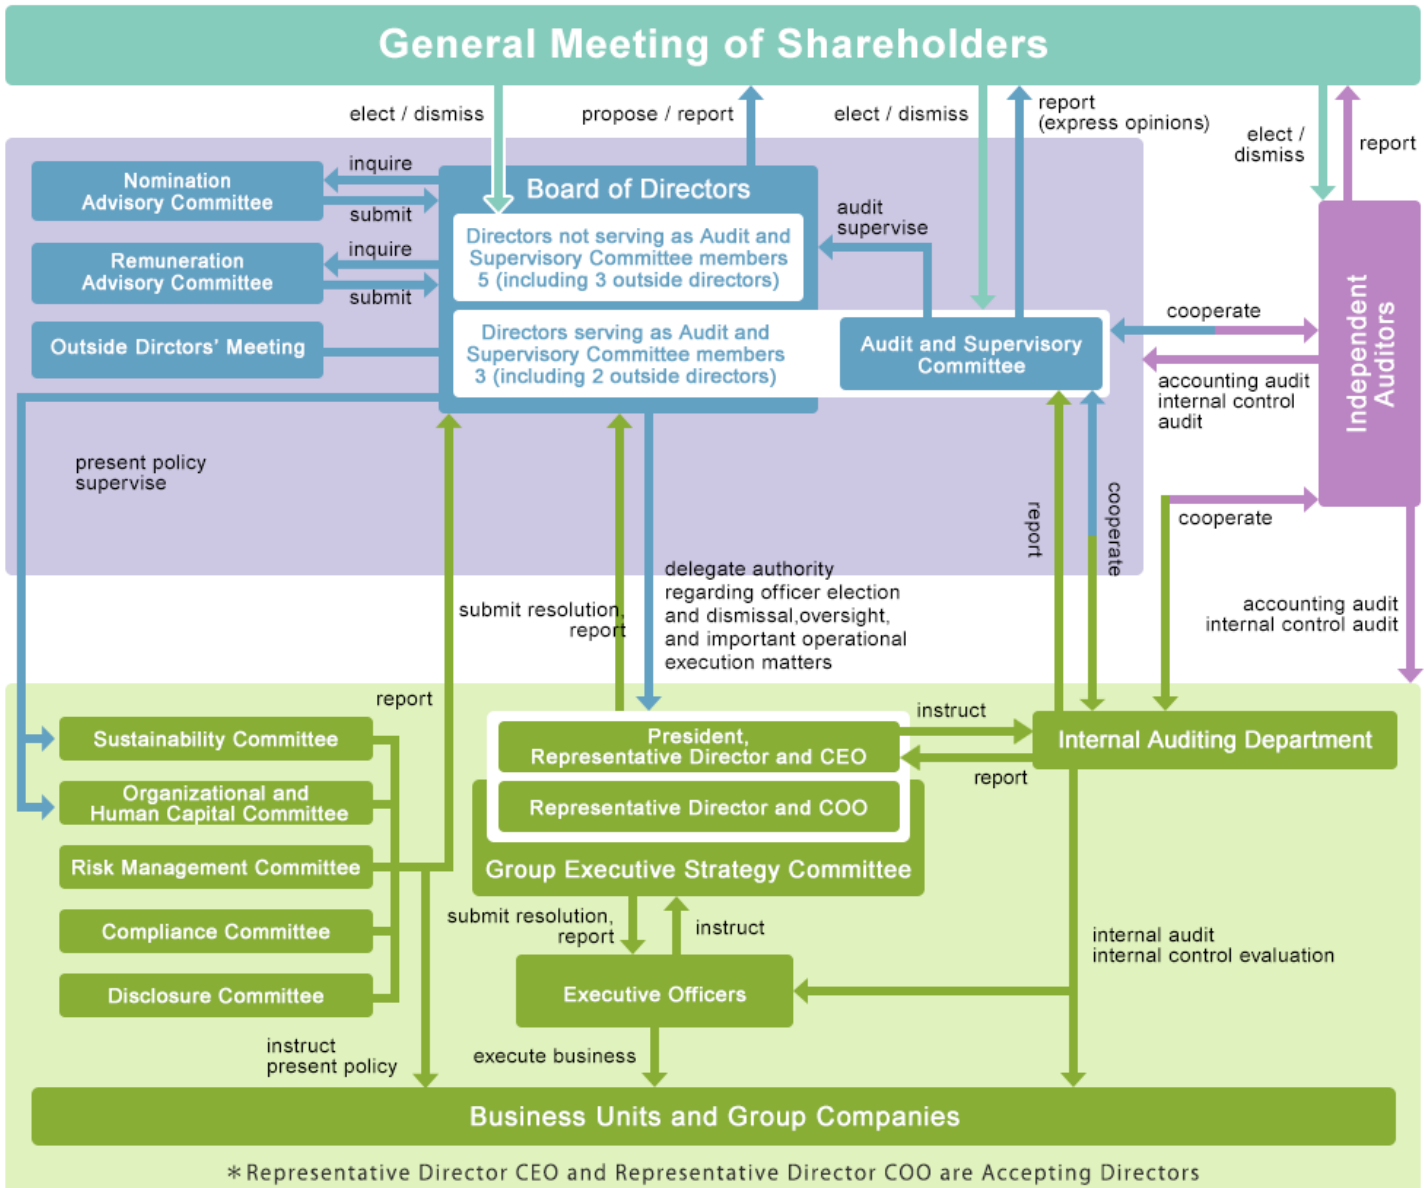 General Meeting of Shareholders
elect / dismiss
propose / report
elect / dismiss
report
(express opinions)
elect /
dismiss
report
Nomination
Advisory Committee
inquire
submit
Remuneration
Advisory Committee
inquire
submit
Outside Dirctors' Meeting
Board of Directors
Directors not serving as Audit and
Supervisory Committee members
5 (including 3 outside directors)
Directors serving as Audit and
Supervisory Committee members
3 (including 2 outside directors)
audit
supervise
Audit and Supervisory
Committee
cooperate
accounting audit
internal control
audit
Independent
Auditors
present policy
supervise
report
cooperate
cooperate
submit resolution,
report
delegate authority
regarding officer election
and dismissal,oversight,
and important operational
execution matters
accounting audit
internal control audit
report
Sustainability Committee
Organizational and
Human Capital Committee
Risk Management Committee
Compliance Committee
Disclosure Committee
President,
Representative Director and CEO
Representative Director and COO
Group Executive Strategy Committee
instruct
report
Internal Auditing Department
submit resolution,
report
instruct
Executive Officers
internal audit
internal control evaluation
instruct
present policy
execute business
Business Units and Group Companies
*Representative Director CEO and Representative Director COO are Accepting Directors